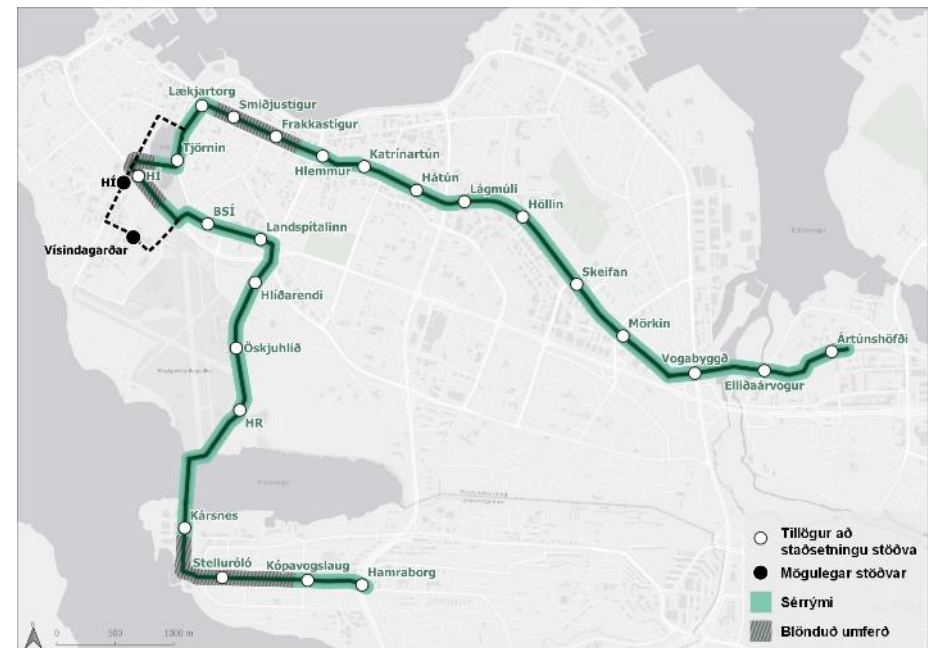 Lækjartorg
Smiðjustígur
Frakkastígur
Tjörnin
Hlemmur
Katrínartún
HÍ
HÍ
Hátún
Lágmúli
BSÍ
Höllin
Landspítalinn
Vísindagarðar
Hlíðarendi
Skeifan
Öskjuhlíð
Mörkin
Ártúnshöfði
Vogabyggð
Elliðaárvogur
HR
Kársnes
Stelluróló
Kópavogslaug
Hamraborg
Tillögur að
staðsetningu stöðva
Mögulegar stöðvar
Sérrými
Blönduð umferð
0 500 1000 m